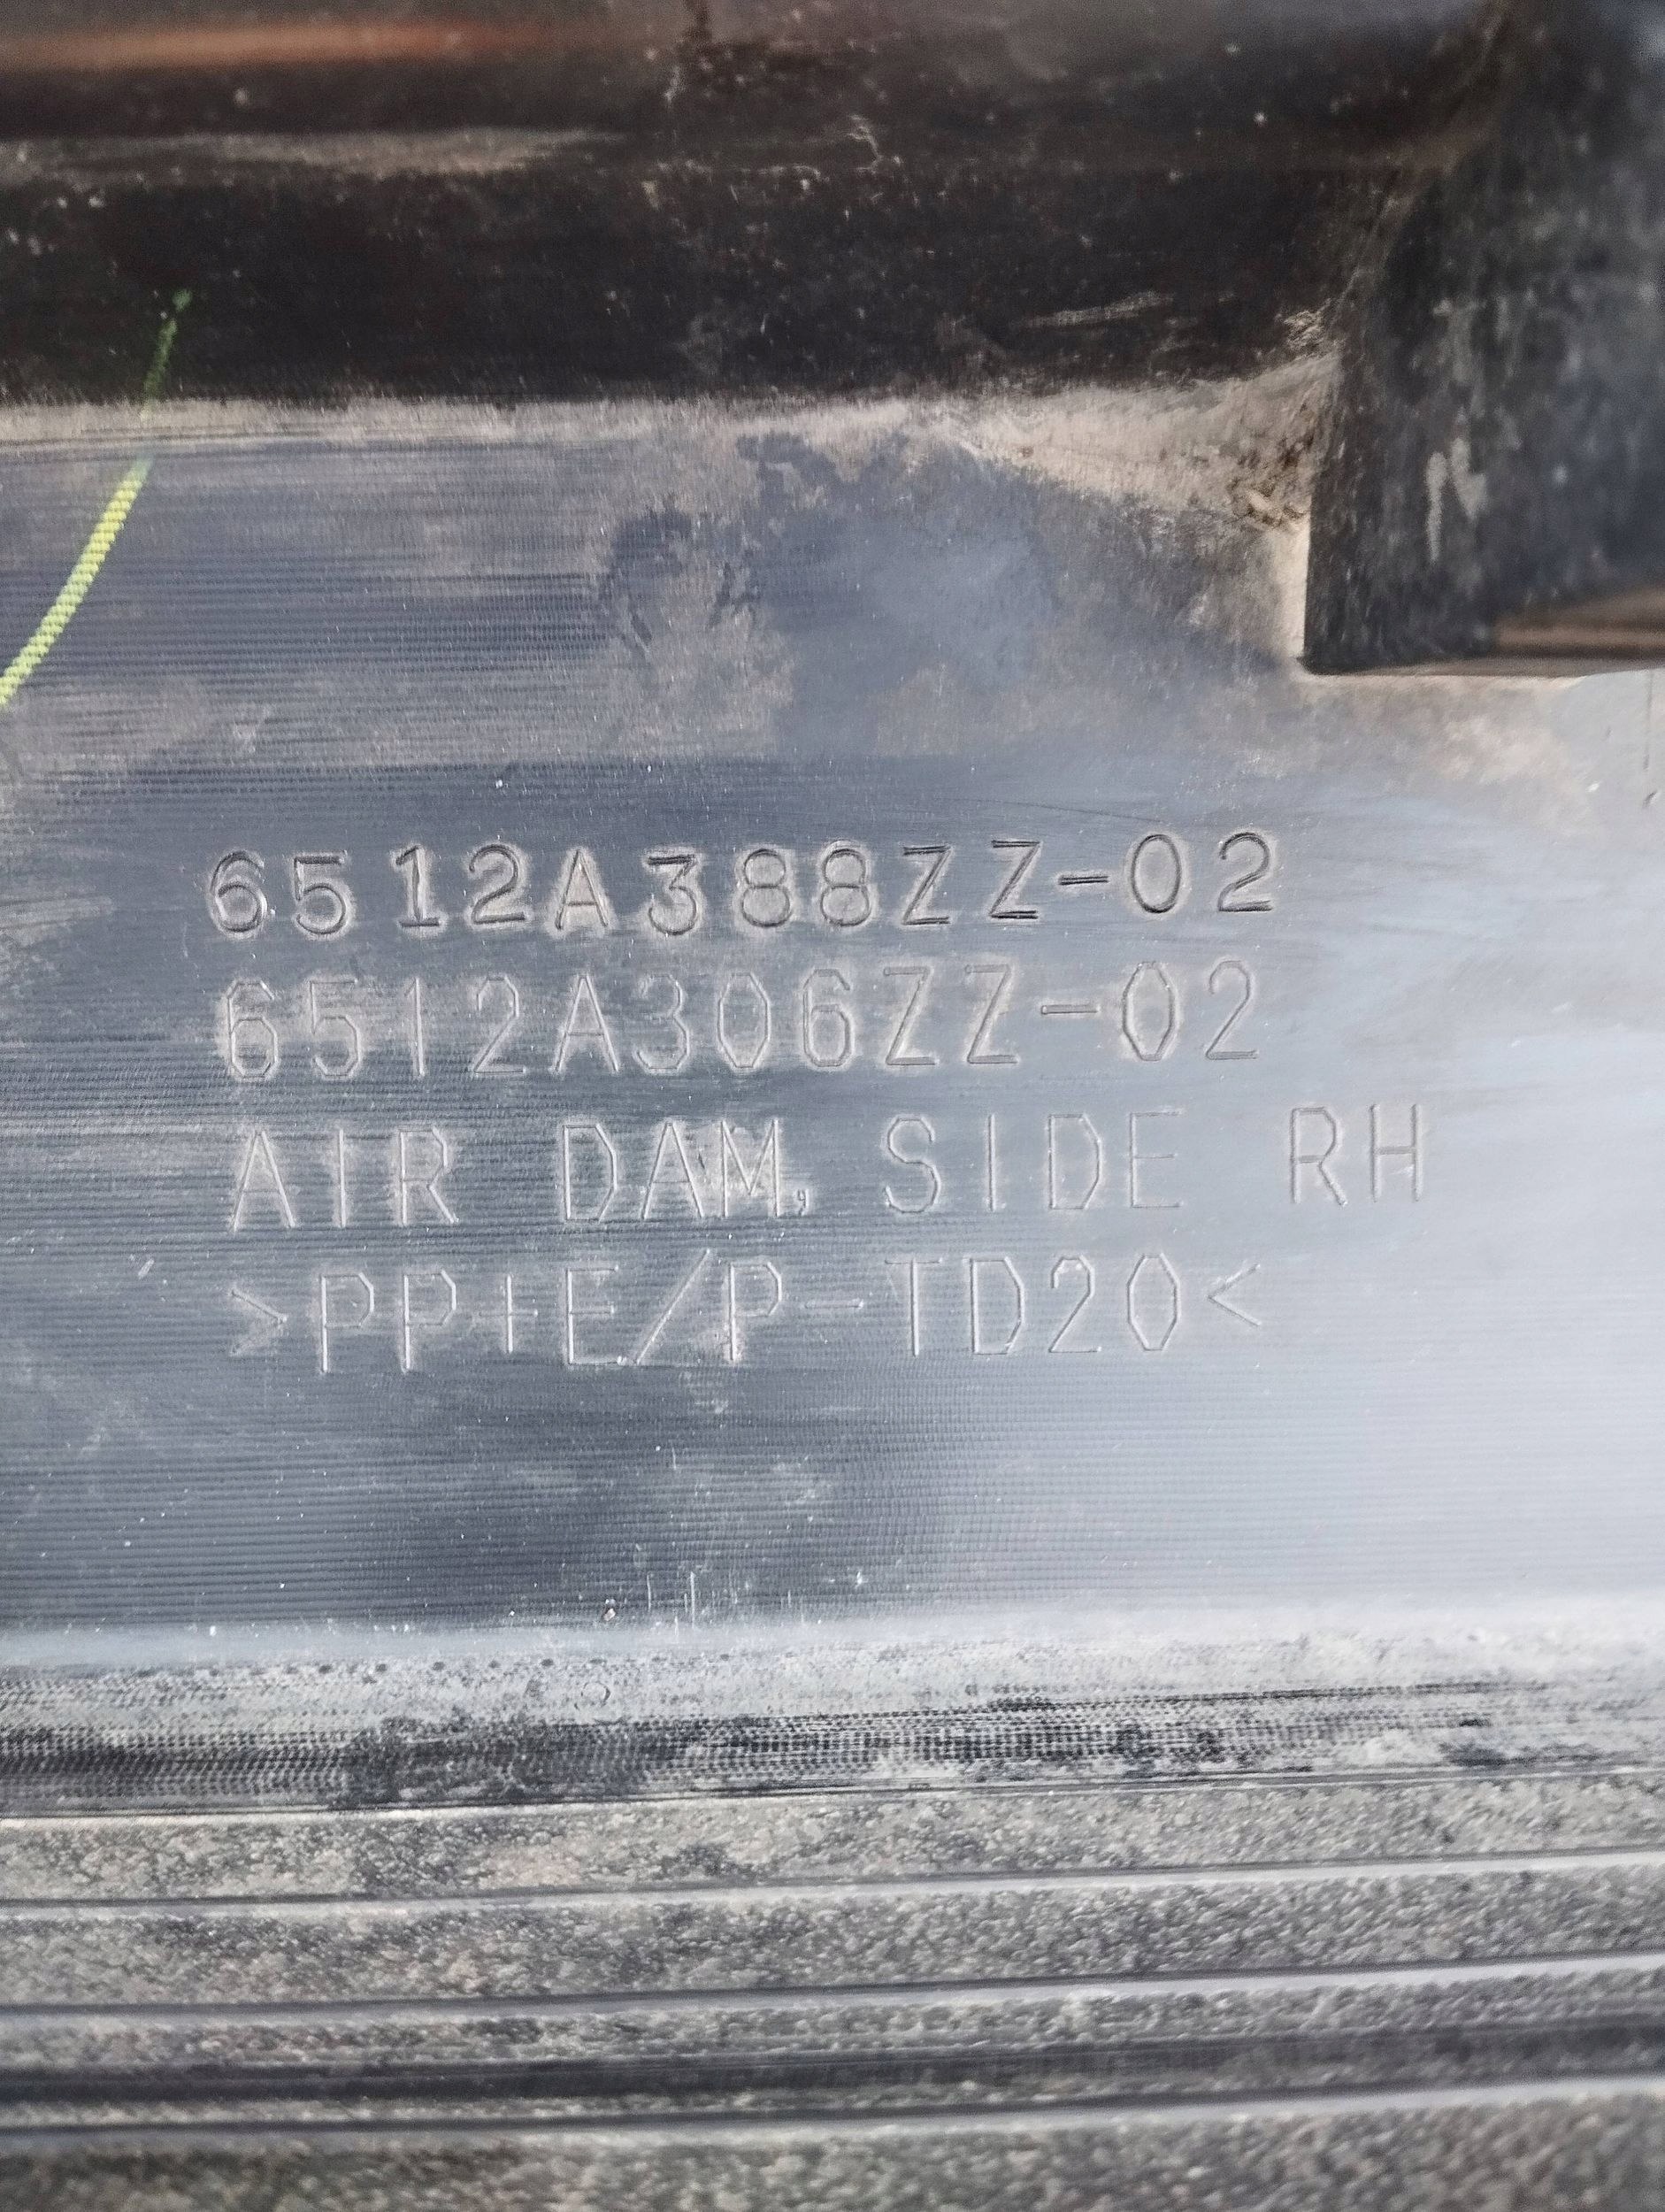 6512A388ZZ-02
6512A306ZZ-02
AIR DAM, SIDE RH
>PP+E/P-TD20<